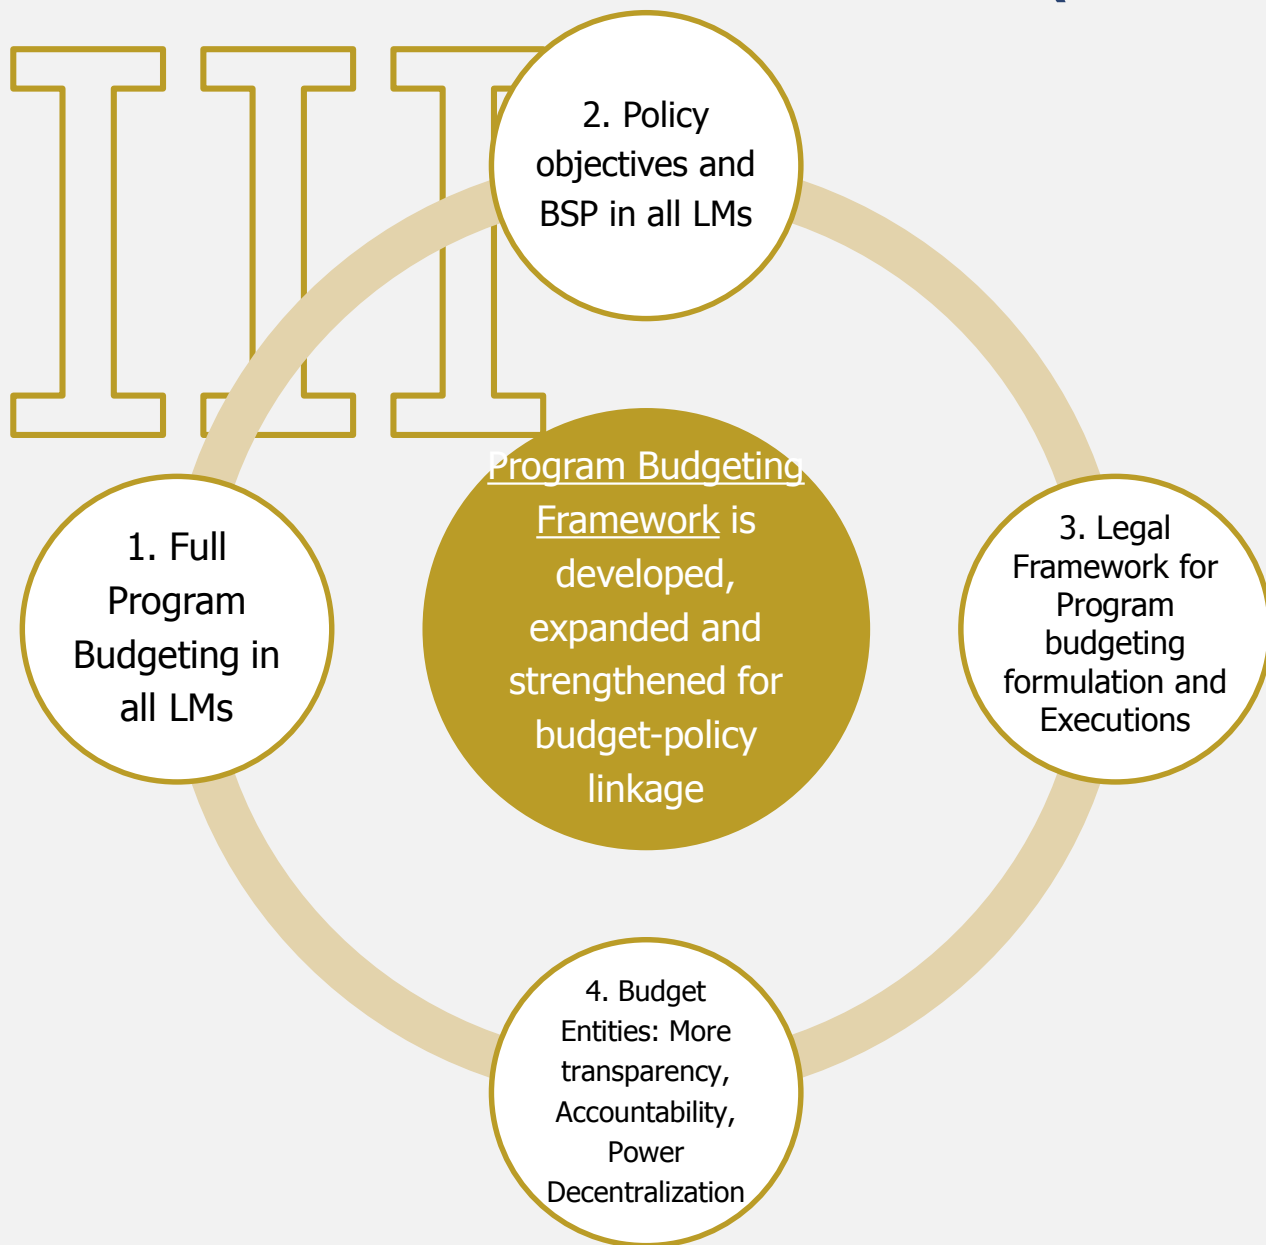 III
2. Policy
objectives and
BSP in all LMs
Program Budgeting
Framework is
developed,
expanded and
strengthened for
budget-policy
linkage
1. Full
Program
Budgeting in
all LMs
3. Legal
Framework for
Program
budgeting
formulation and
Executions
4. Budget
Entities: More
transparency,
Accountability,
Power
Decentralization